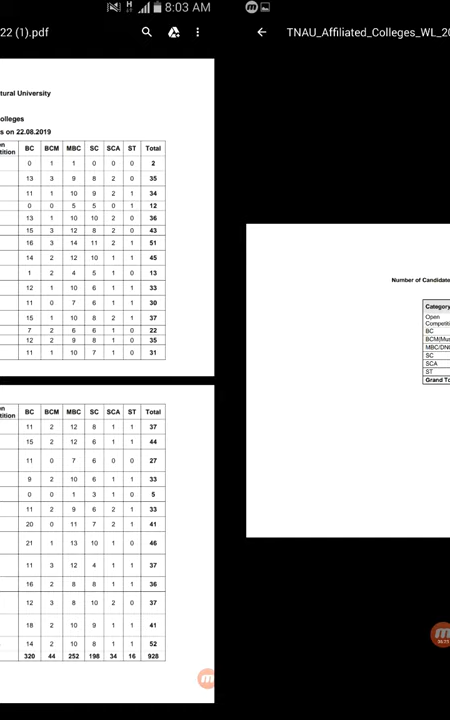 8:03 AM
22 (1).pdf
TNAU_Affiliated_Colleges_WL_20
tural University
olleges
s on 22.08.2019
en
tition BC BCM MBC SC SCA ST Total
0 1 1 0 0 0 2
13 3 9 8 2 0 35
11 1 10 9 2 1 34
0 0 5 5 0 1 12
13 1 10 10 2 0 36
15 3 12 8 2 0 43
16 3 14 11 2 1 51
14 2 12 10 1 1 45
1 2 4 5 1 0 13
12 1 10 6 1 1 33
11 0 7 6 1 1 30
15 1 10 8 2 1 37
7 2 6 6 1 0 22
12 2 9 8 1 0 35
11 1 10 7 1 0 31
en
tition BC BCM MBC SC SCA ST Total
11 2 12 8 1 1 37
15 2 12 6 1 1 44
11 0 7 6 0 0 27
9 2 10 6 1 1 33
0 0 1 3 1 0 5
11 2 9 6 2 1 33
20 0 11 7 2 1 41
21 1 13 10 1 0 46
11 3 12 4 1 1 37
16 2 8 8 1 1 36
12 3 8 10 2 0 37
18 2 10 9 1 1 41
14 2 10 8 1 1 52
320 44 252 198 34 16 928
Number of Candidate
Category
Open
Competiti
BC
BCM(Mus
MBC/DNC
SC
SCA
ST
Grand To